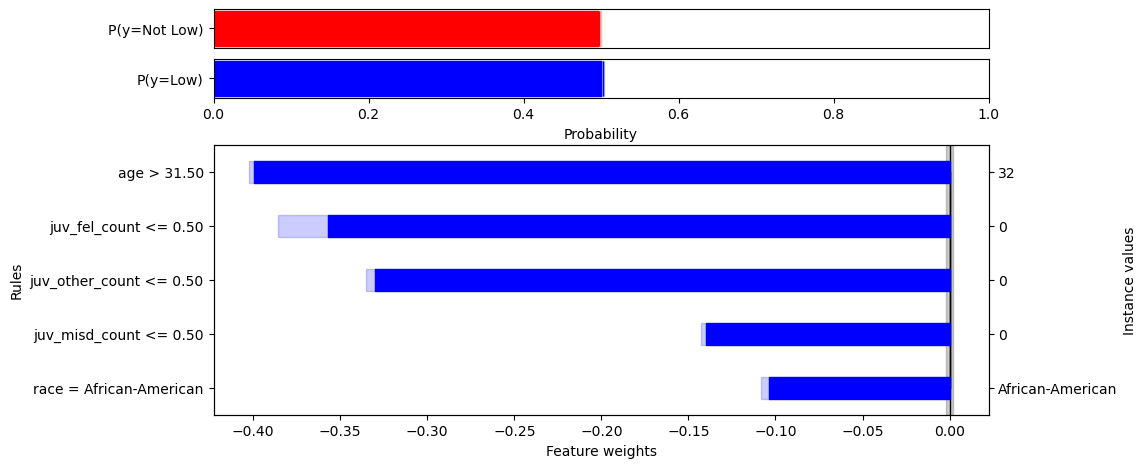 P(y=Not Low)
P(y=Low)
0.0 0.2 0.4 0.6 0.8 1.0
Probability
age > 31.50 32
juv_fel_count <= 0.50 0
juv_other_count <= 0.50 0
juv_misd_count <= 0.50 0
race = African-American African-American
Rules
Instance values
−0.40 −0.35 −0.30 −0.25 −0.20 −0.15 −0.10 −0.05 0.00
Feature weights